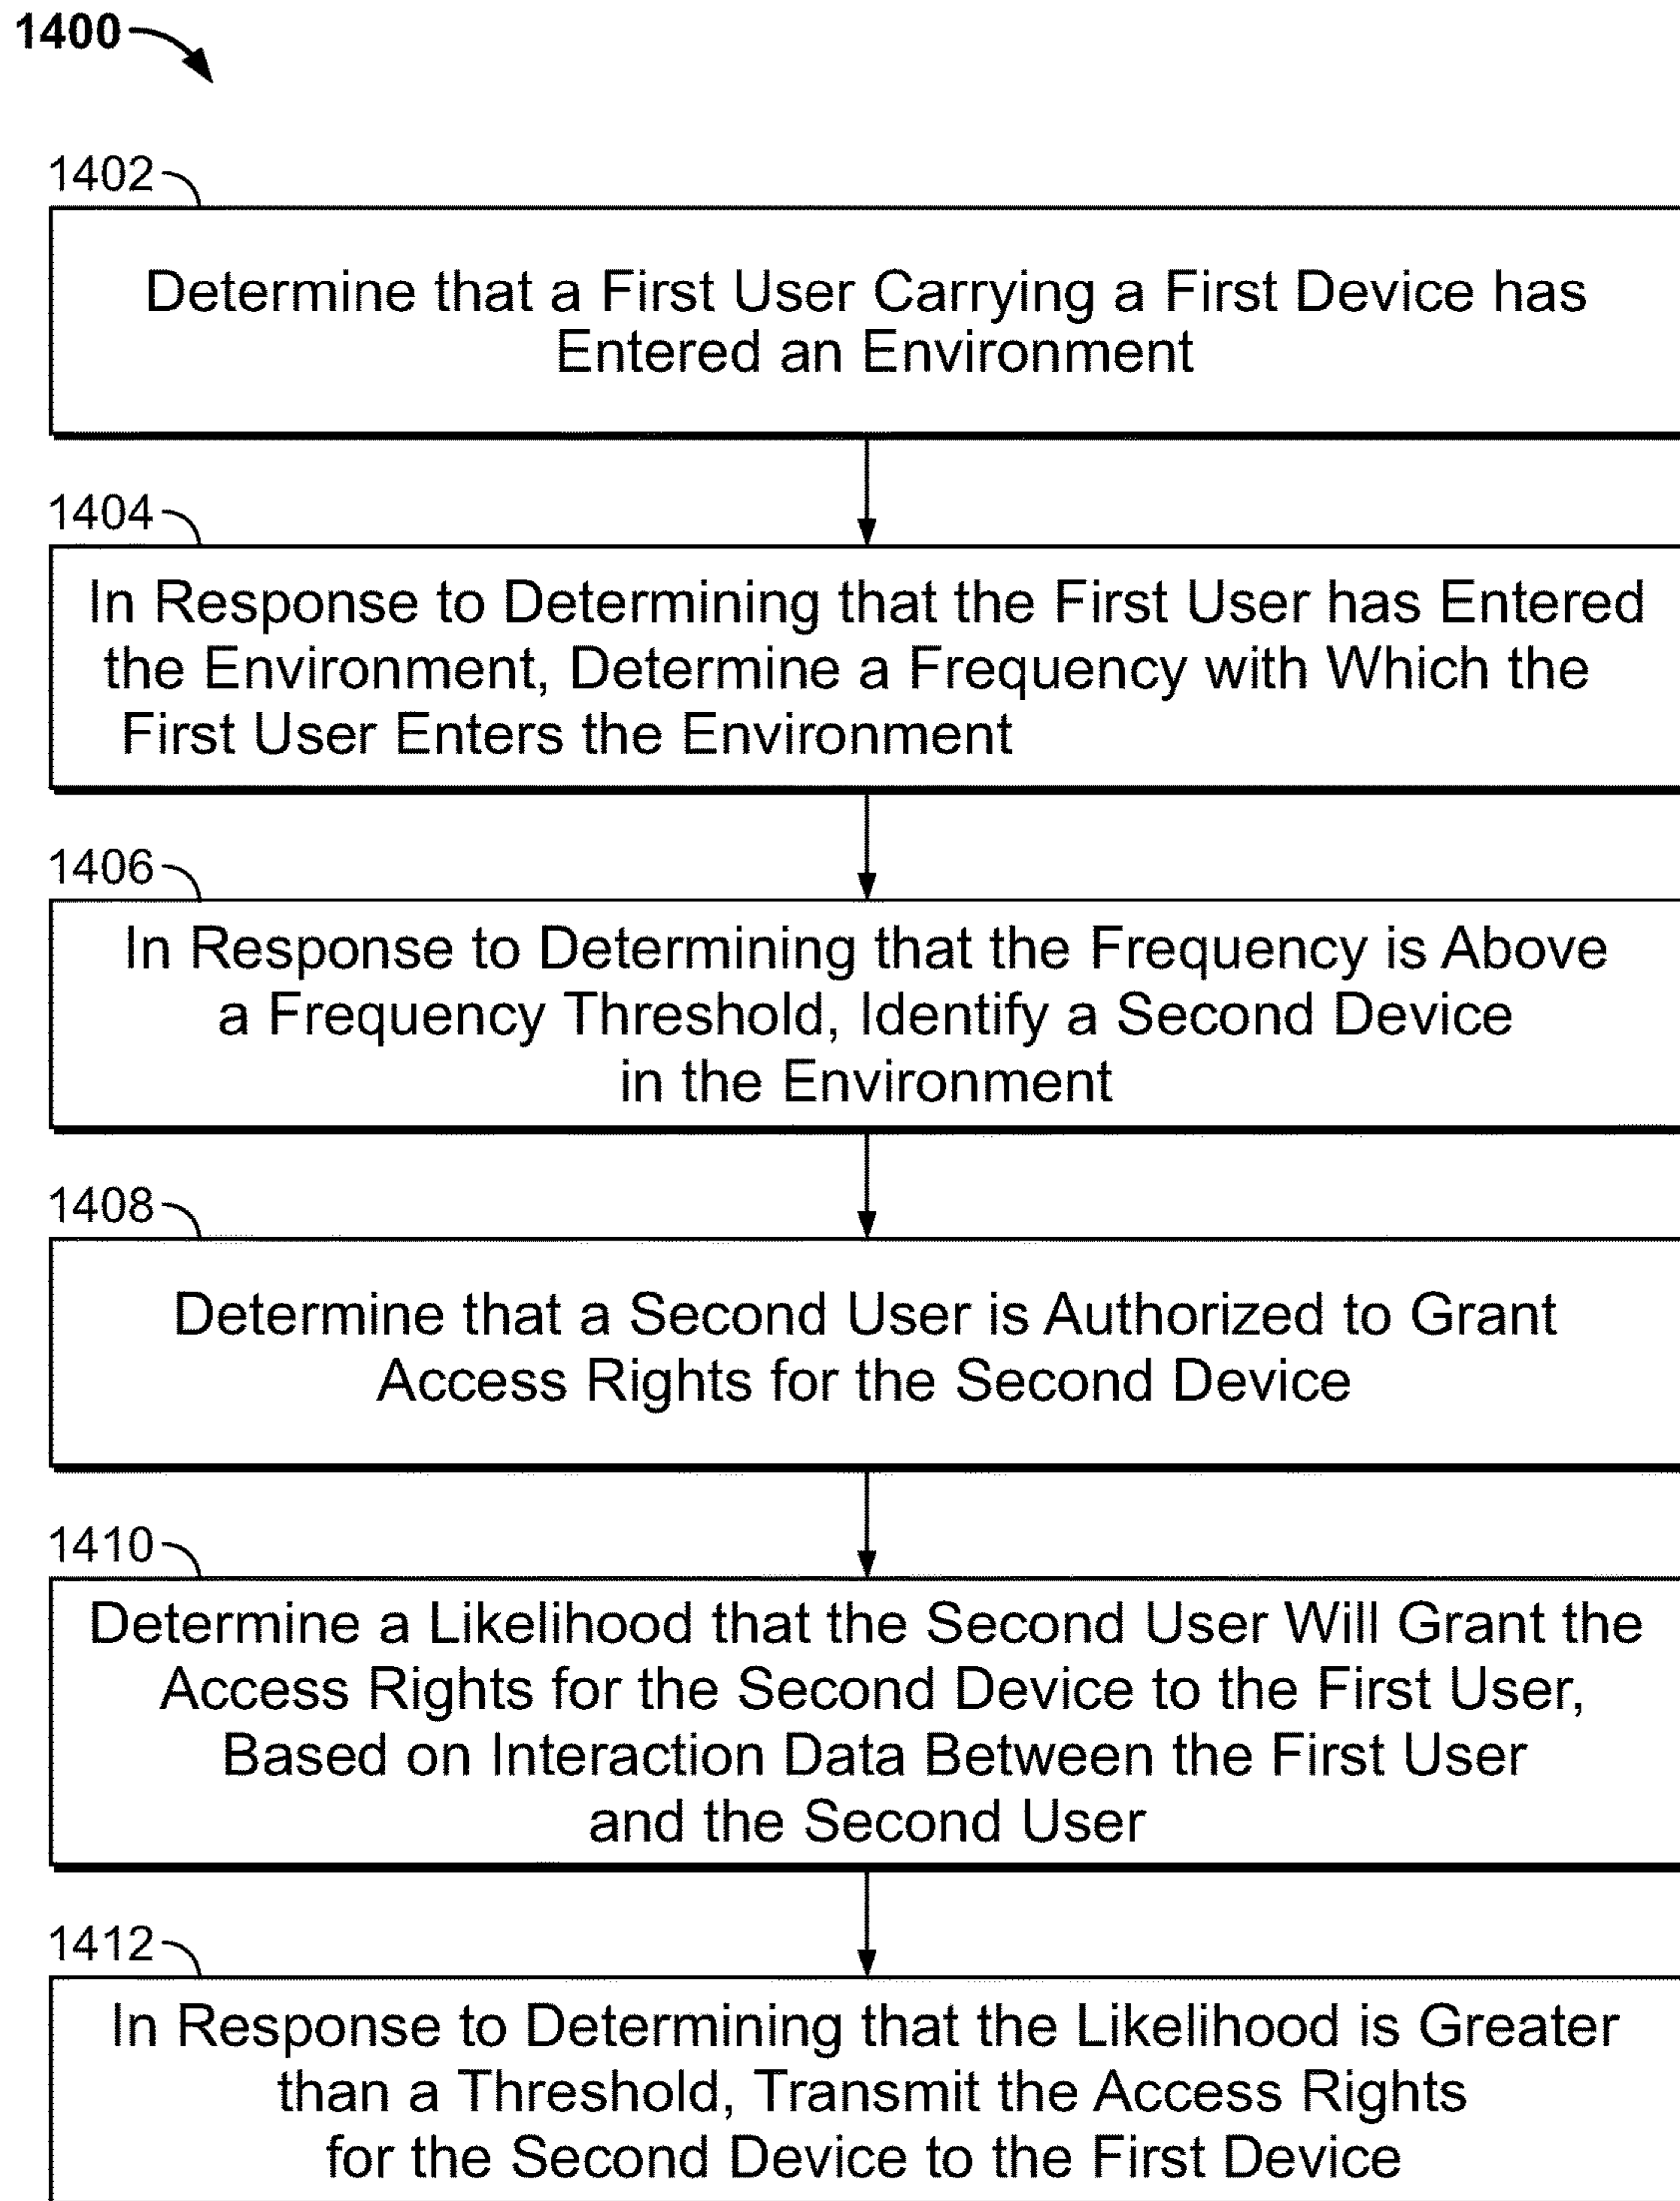 1400
1402
Determine that a First User Carrying a First Device has
Entered an Environment
1404
In Response to Determining that the First User has Entered
the Environment, Determine a Frequency with Which the
First User Enters the Environment
1406
In Response to Determining that the Frequency is Above
a Frequency Threshold, Identify a Second Device
in the Environment
1408
Determine that a Second User is Authorized to Grant
Access Rights for the Second Device
1410
Determine a Likelihood that the Second User Will Grant the
Access Rights for the Second Device to the First User,
Based on Interaction Data Between the First User
and the Second User
1412
In Response to Determining that the Likelihood is Greater
than a Threshold, Transmit the Access Rights
for the Second Device to the First Device